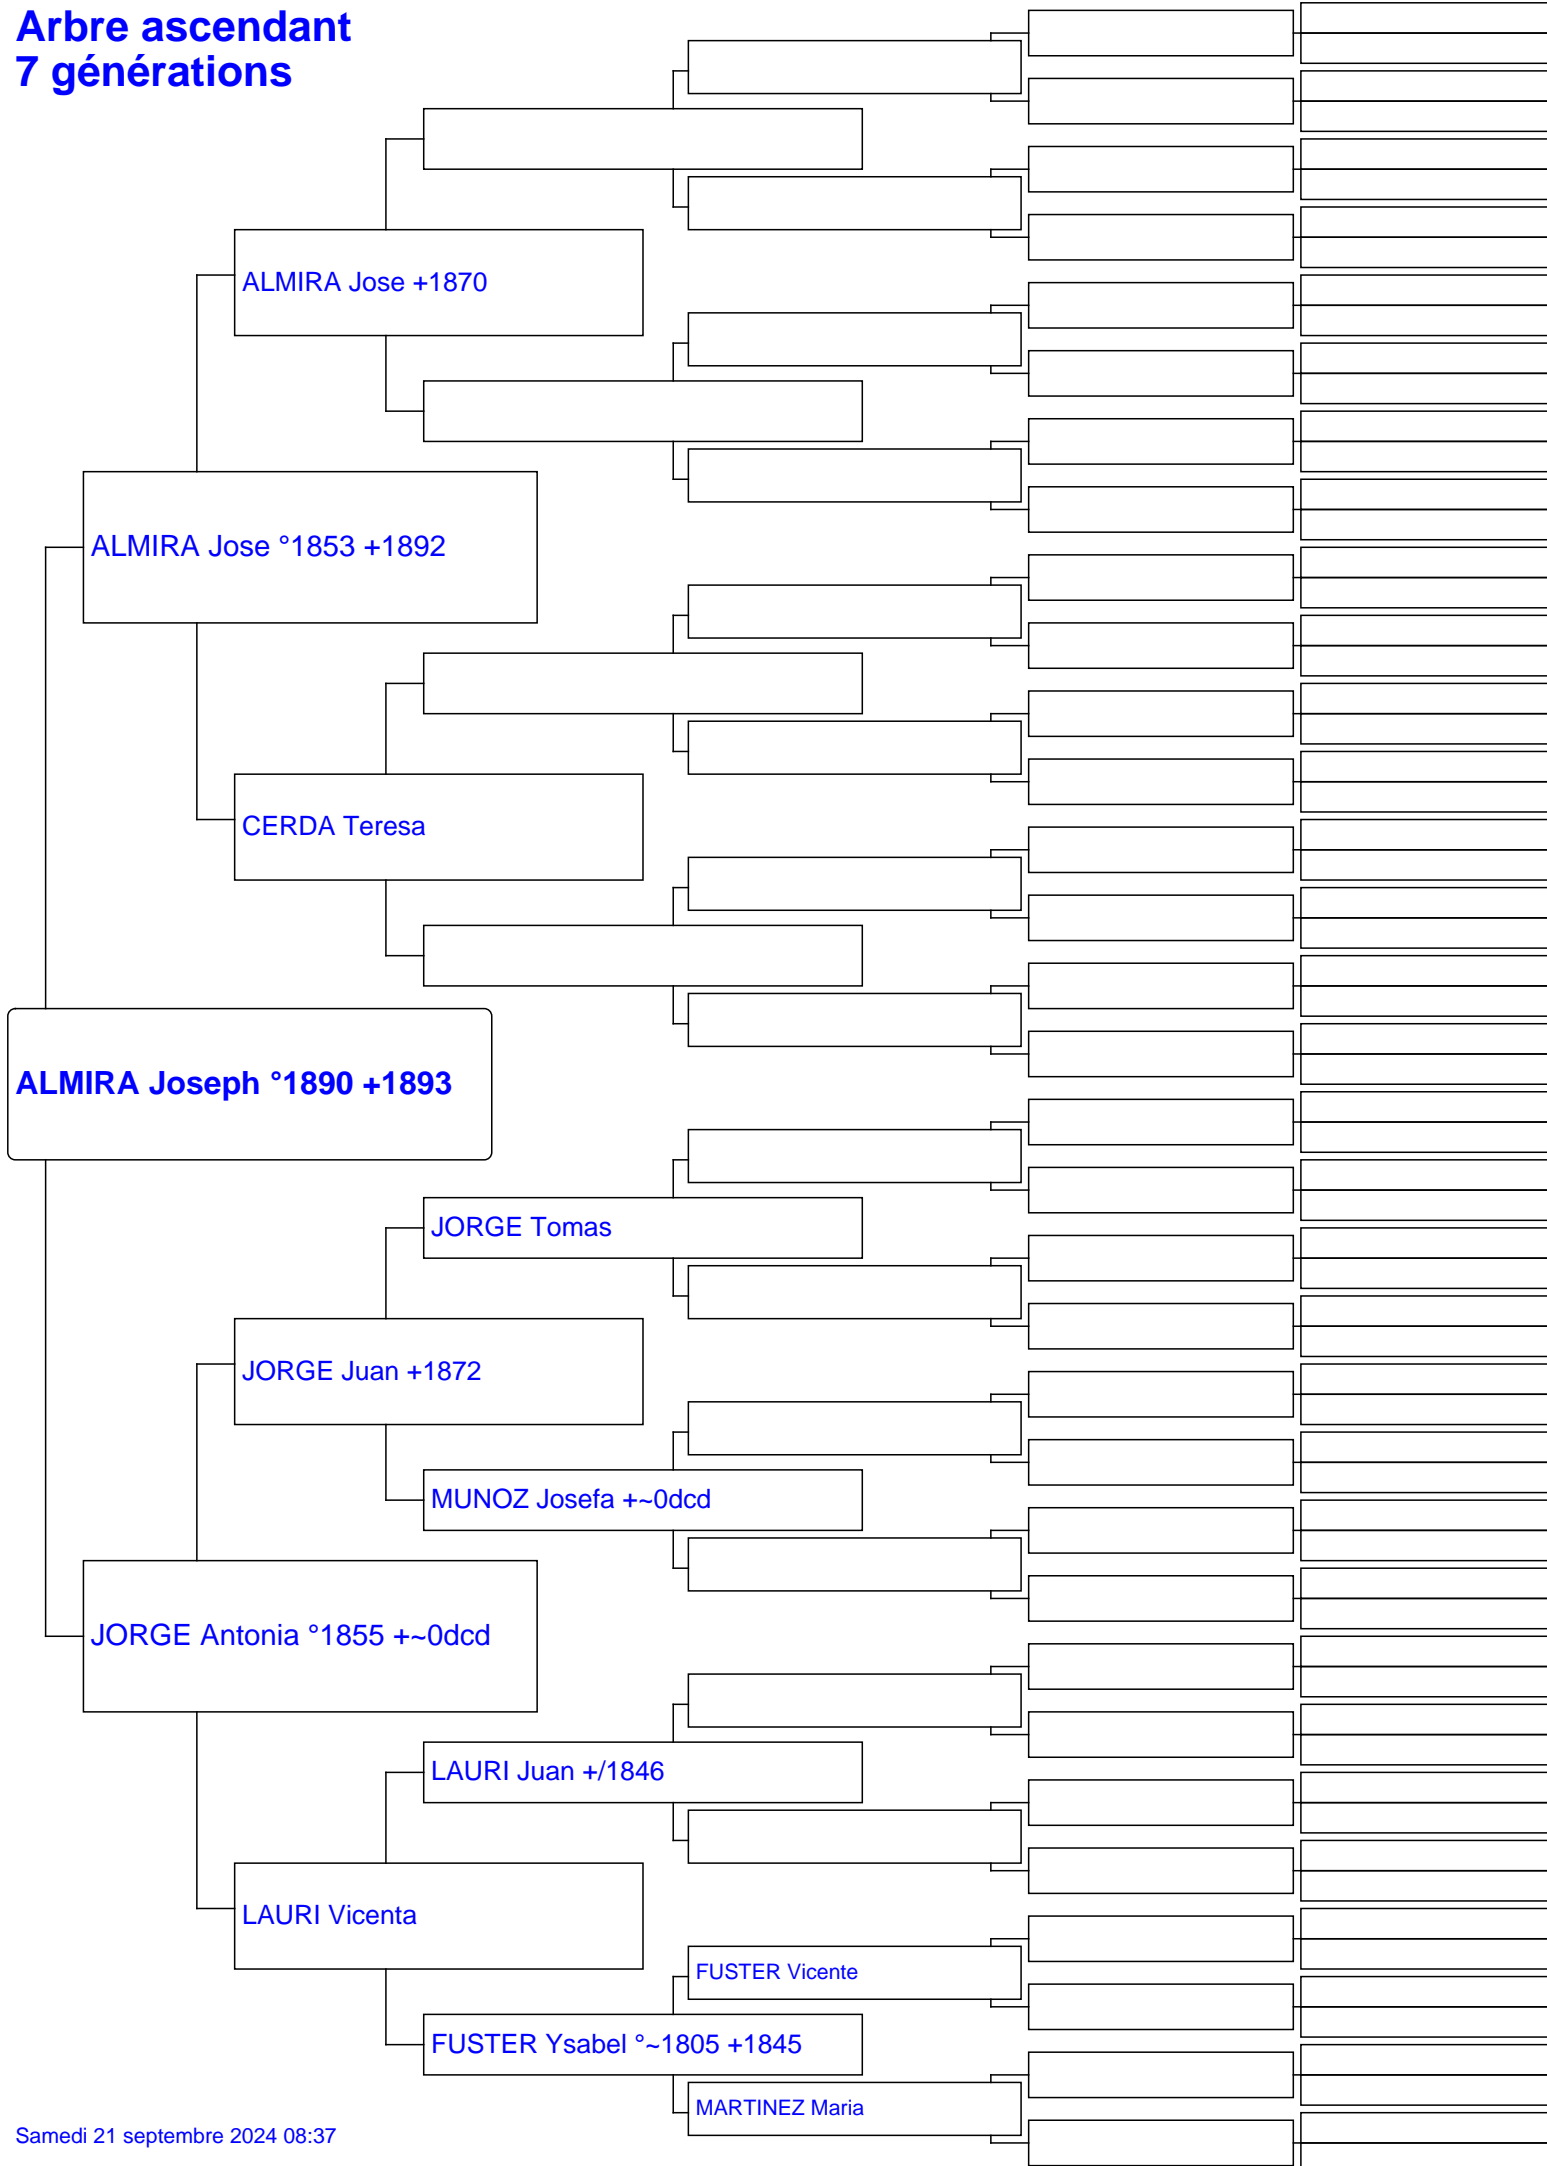 Arbre ascendant
7 générations
ALMIRA Jose +1870
ALMIRA Jose °1853 +1892
CERDA Teresa
ALMIRA Joseph °1890 +1893
JORGE Tomas
JORGE Juan +1872
MUNOZ Josefa +~0dcd
JORGE Antonia °1855 +~0dcd
LAURI Juan +/1846
LAURI Vicenta
FUSTER Vicente
FUSTER Ysabel °~1805 +1845
MARTINEZ Maria
Samedi 21 septembre 2024 08:37